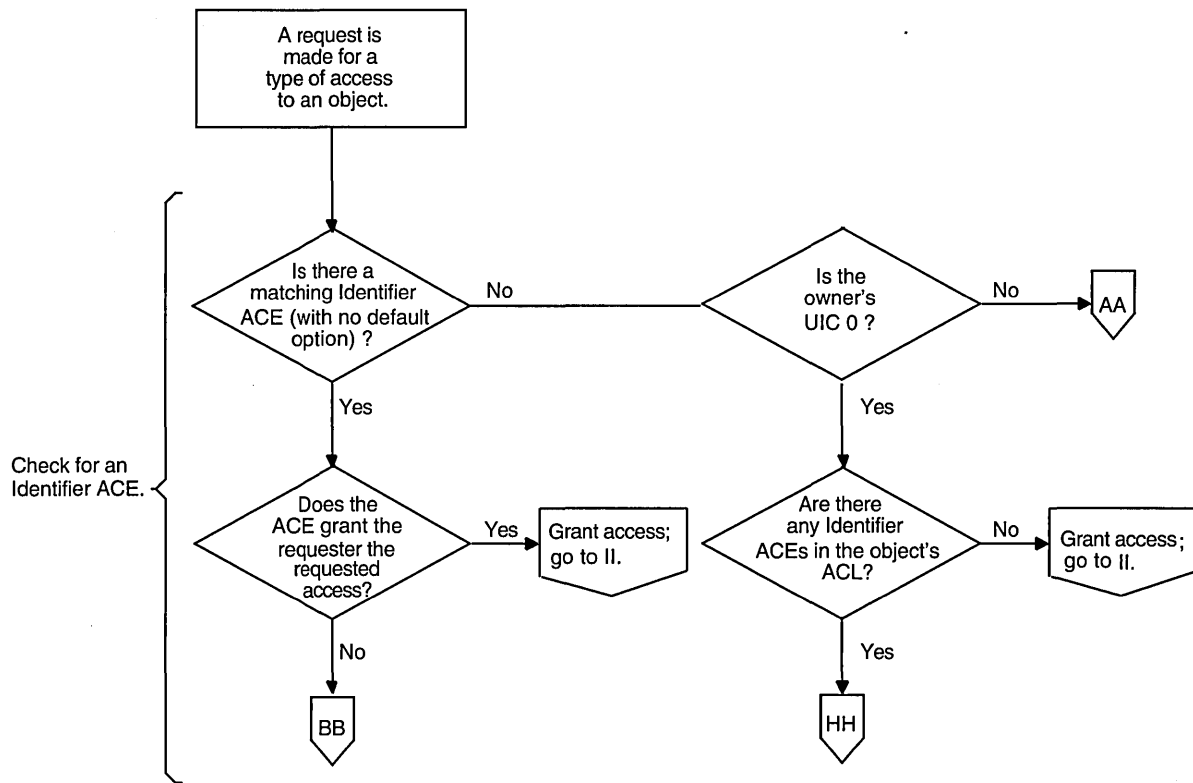 A request is
made for a
type of access
to an object.
Is there a
matching Identifier
ACE (with no default
option) ?
No
Is the
owner's
UIC 0 ?
No
AA
Yes
Yes
Check for an
Identifier ACE.
Does the
ACE grant the
requester the
requested
access?
Yes
Grant access;
go to II.
Are there
any Identifier
ACEs in the object's
ACL?
No
Grant access;
go to II.
No
Yes
BB
HH